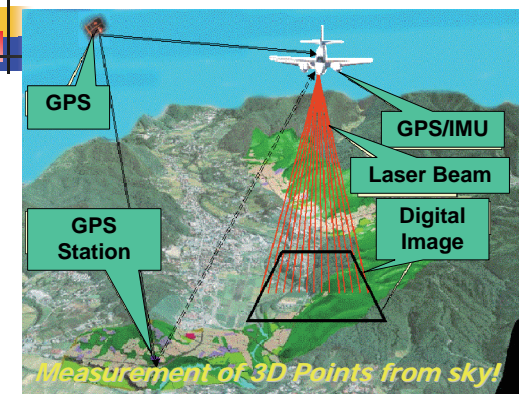 GPS
GPS/IMU
Laser Beam
Digital
Image
GPS
Station
Measurement of 3D Points from sky!